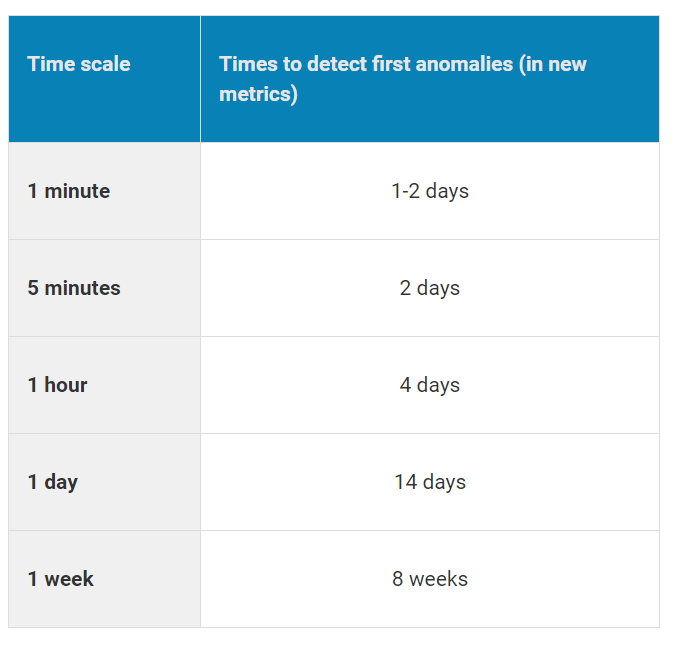 Time scale
Times to detect first anomalies (in new
metrics)
1 minute
1-2 days
5 minutes
2 days
1 hour
4 days
1 day
14 days
1 week
8 weeks